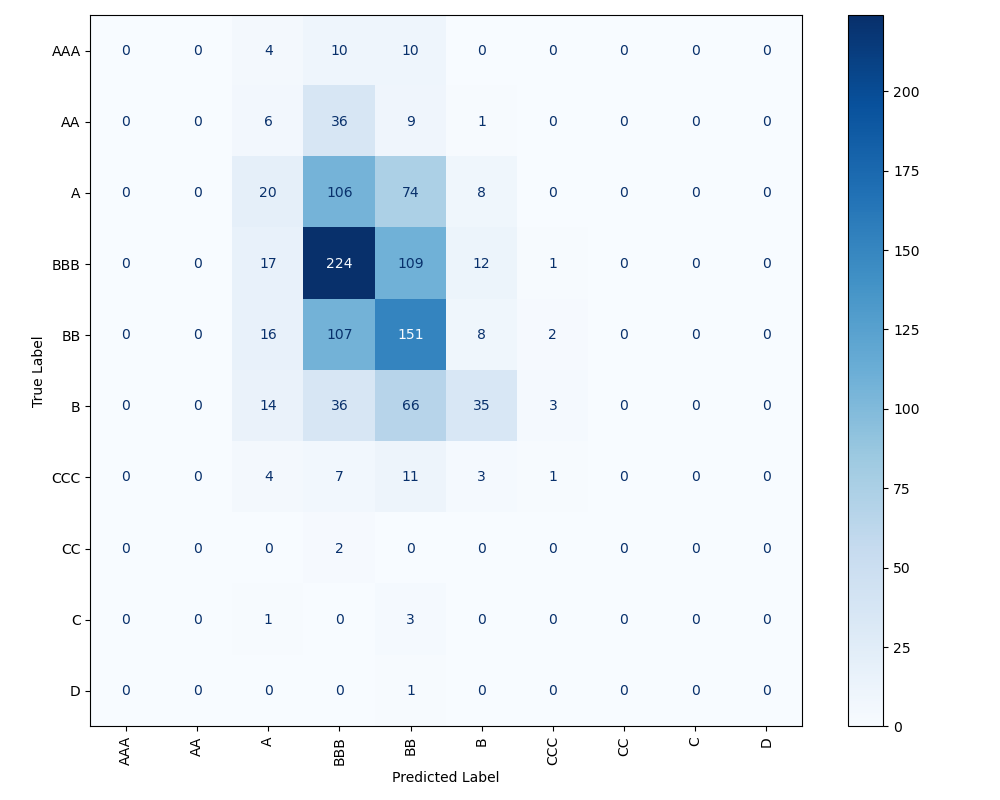 AAA 0 0 4 10 10 0 0 0 0 0
AA 0 0 6 36 9 1 0 0 0 0
A 0 0 20 106 74 8 0 0 0 0
BBB 0 0 17 224 109 12 1 0 0 0
BB 0 0 16 107 151 8 2 0 0 0
B 0 0 14 36 66 35 3 0 0 0
CCC 0 0 4 7 11 3 1 0 0 0
CC 0 0 0 2 0 0 0 0 0 0
C 0 0 1 0 3 0 0 0 0 0
D 0 0 0 0 1 0 0 0 0 0
AAA AA A BBB BB B CCC CC C D
Predicted Label
True Label
200
175
150
125
100
75
50
25
0